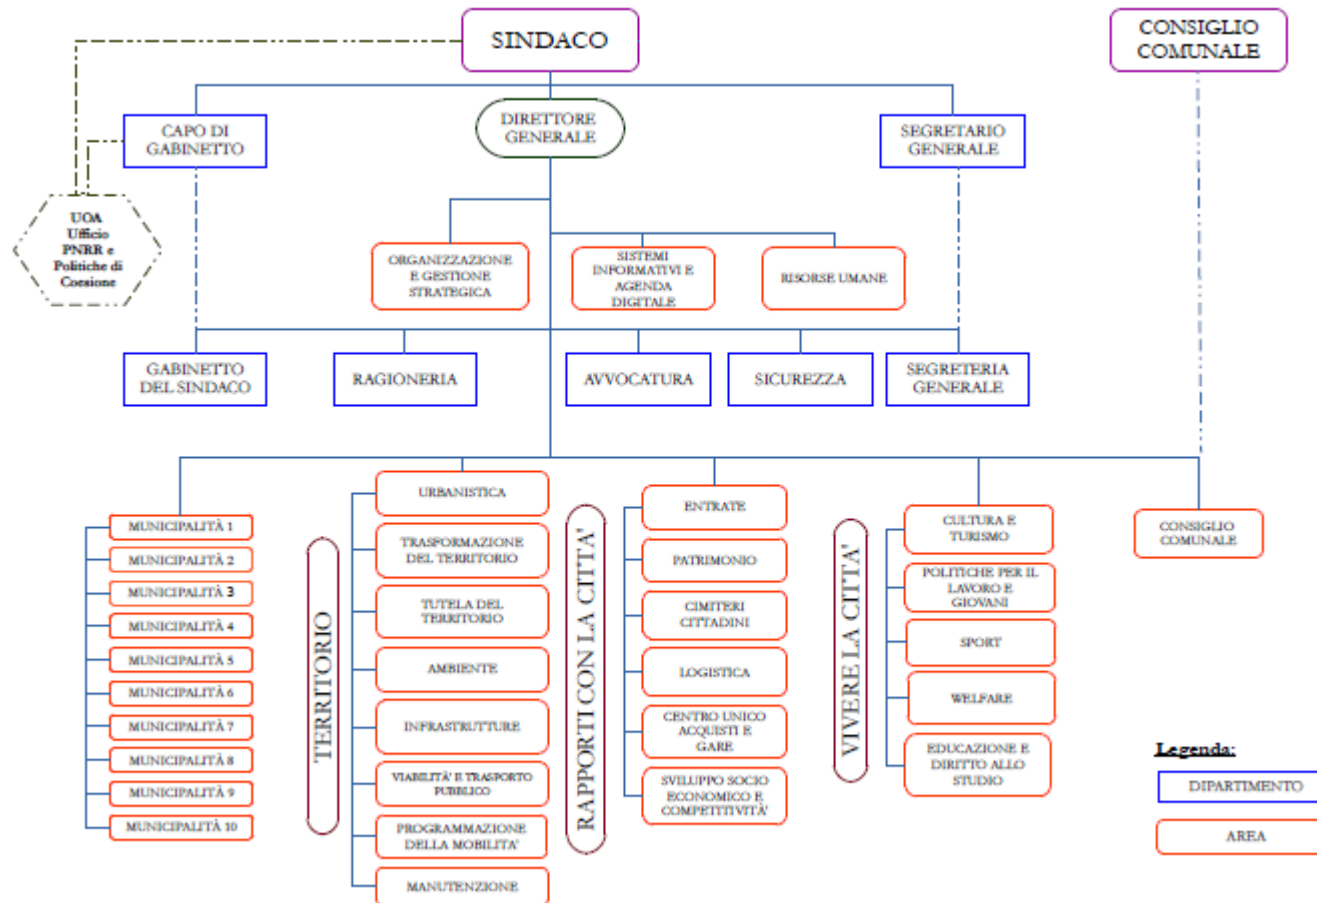 SINDACO
CONSIGLIO
COMUNALE
CAPO DI
GABINETTO
DIRETTORE
GENERALE
SEGRETARIO
GENERALE
UOA
Ufficio
PNRR e
Politiche di
Coesione
ORGANIZZAZIONE
E GESTIONE
STRATEGICA
SISTEMI
INFORMATIVI E
AGENDA
DIGITALE
RISORSE UMANE
GABINETTO
DEL SINDACO
RAGIONERIA
AVVOCATURA
SICUREZZA
SEGRETERIA
GENERALE
MUNICIPALITÀ 1
MUNICIPALITÀ 2
MUNICIPALITÀ 3
MUNICIPALITÀ 4
MUNICIPALITÀ 5
MUNICIPALITÀ 6
MUNICIPALITÀ 7
MUNICIPALITÀ 8
MUNICIPALITÀ 9
MUNICIPALITÀ 10
TERRITORIO
URBANISTICA
TRASFORMAZIONE
DEL TERRITORIO
TUTELA DEL
TERRITORIO
AMBIENTE
INFRASTRUTTURE
VIABILITA' E TRASPORTO
PUBBLICO
PROGRAMMAZIONE
DELLA MOBILITA'
MANUTENZIONE
RAPPORTI CON LA CITTA'
ENTRATE
PATRIMONIO
CIMITERI
CITTADINI
LOGISTICA
CENTRO UNICO
ACQUISTI E
GARE
SVILUPPO SOCIO
ECONOMICO E
COMPETITIVITA'
VIVERE LA CITTA'
CULTURA E
TURISMO
POLITICHE PER IL
LAVORO E
GIOVANI
SPORT
WELFARE
EDUCAZIONE E
DIRITTO ALLO
STUDIO
CONSIGLIO
COMUNALE
Legenda:
DIPARTIMENTO
AREA